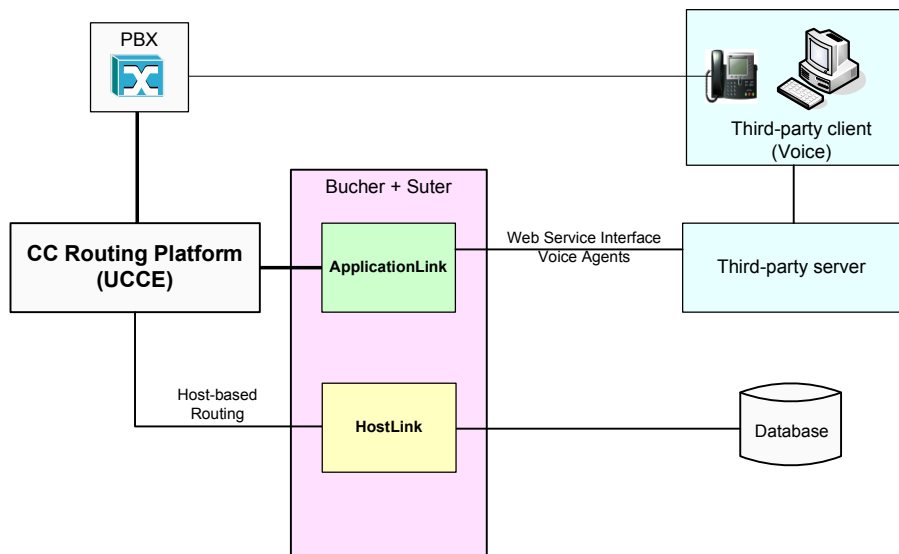 PBX
Third-party client
(Voice)
Bucher + Suter
CC Routing Platform
(UCCE)
ApplicationLink
Web Service Interface
Voice Agents
Third-party server
Host-based
Routing
HostLink
Database